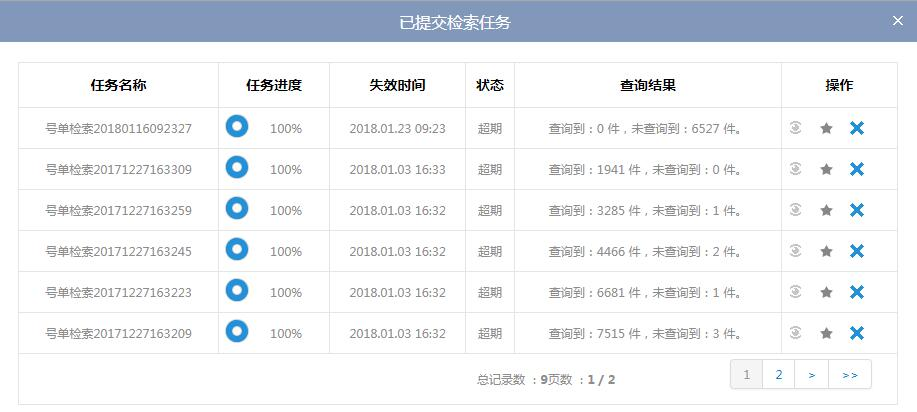 已提交检索任务
任务名称 任务进度 失效时间 状态 查询结果 操作
号单检索20180116092327 100% 2018.01.23 09:23 超期 查询到：0 件，未查询到：6527 件。
号单检索20171227163309 100% 2018.01.03 16:33 超期 查询到：1941 件，未查询到：0 件。
号单检索20171227163259 100% 2018.01.03 16:32 超期 查询到：3285 件，未查询到：1 件。
号单检索20171227163245 100% 2018.01.03 16:32 超期 查询到：4466 件，未查询到：2 件。
号单检索20171227163223 100% 2018.01.03 16:32 超期 查询到：6681 件，未查询到：1 件。
号单检索20171227163209 100% 2018.01.03 16:32 超期 查询到：7515 件，未查询到：3 件。
总记录数 ：9页数 ：1 / 2 1 2 > >>